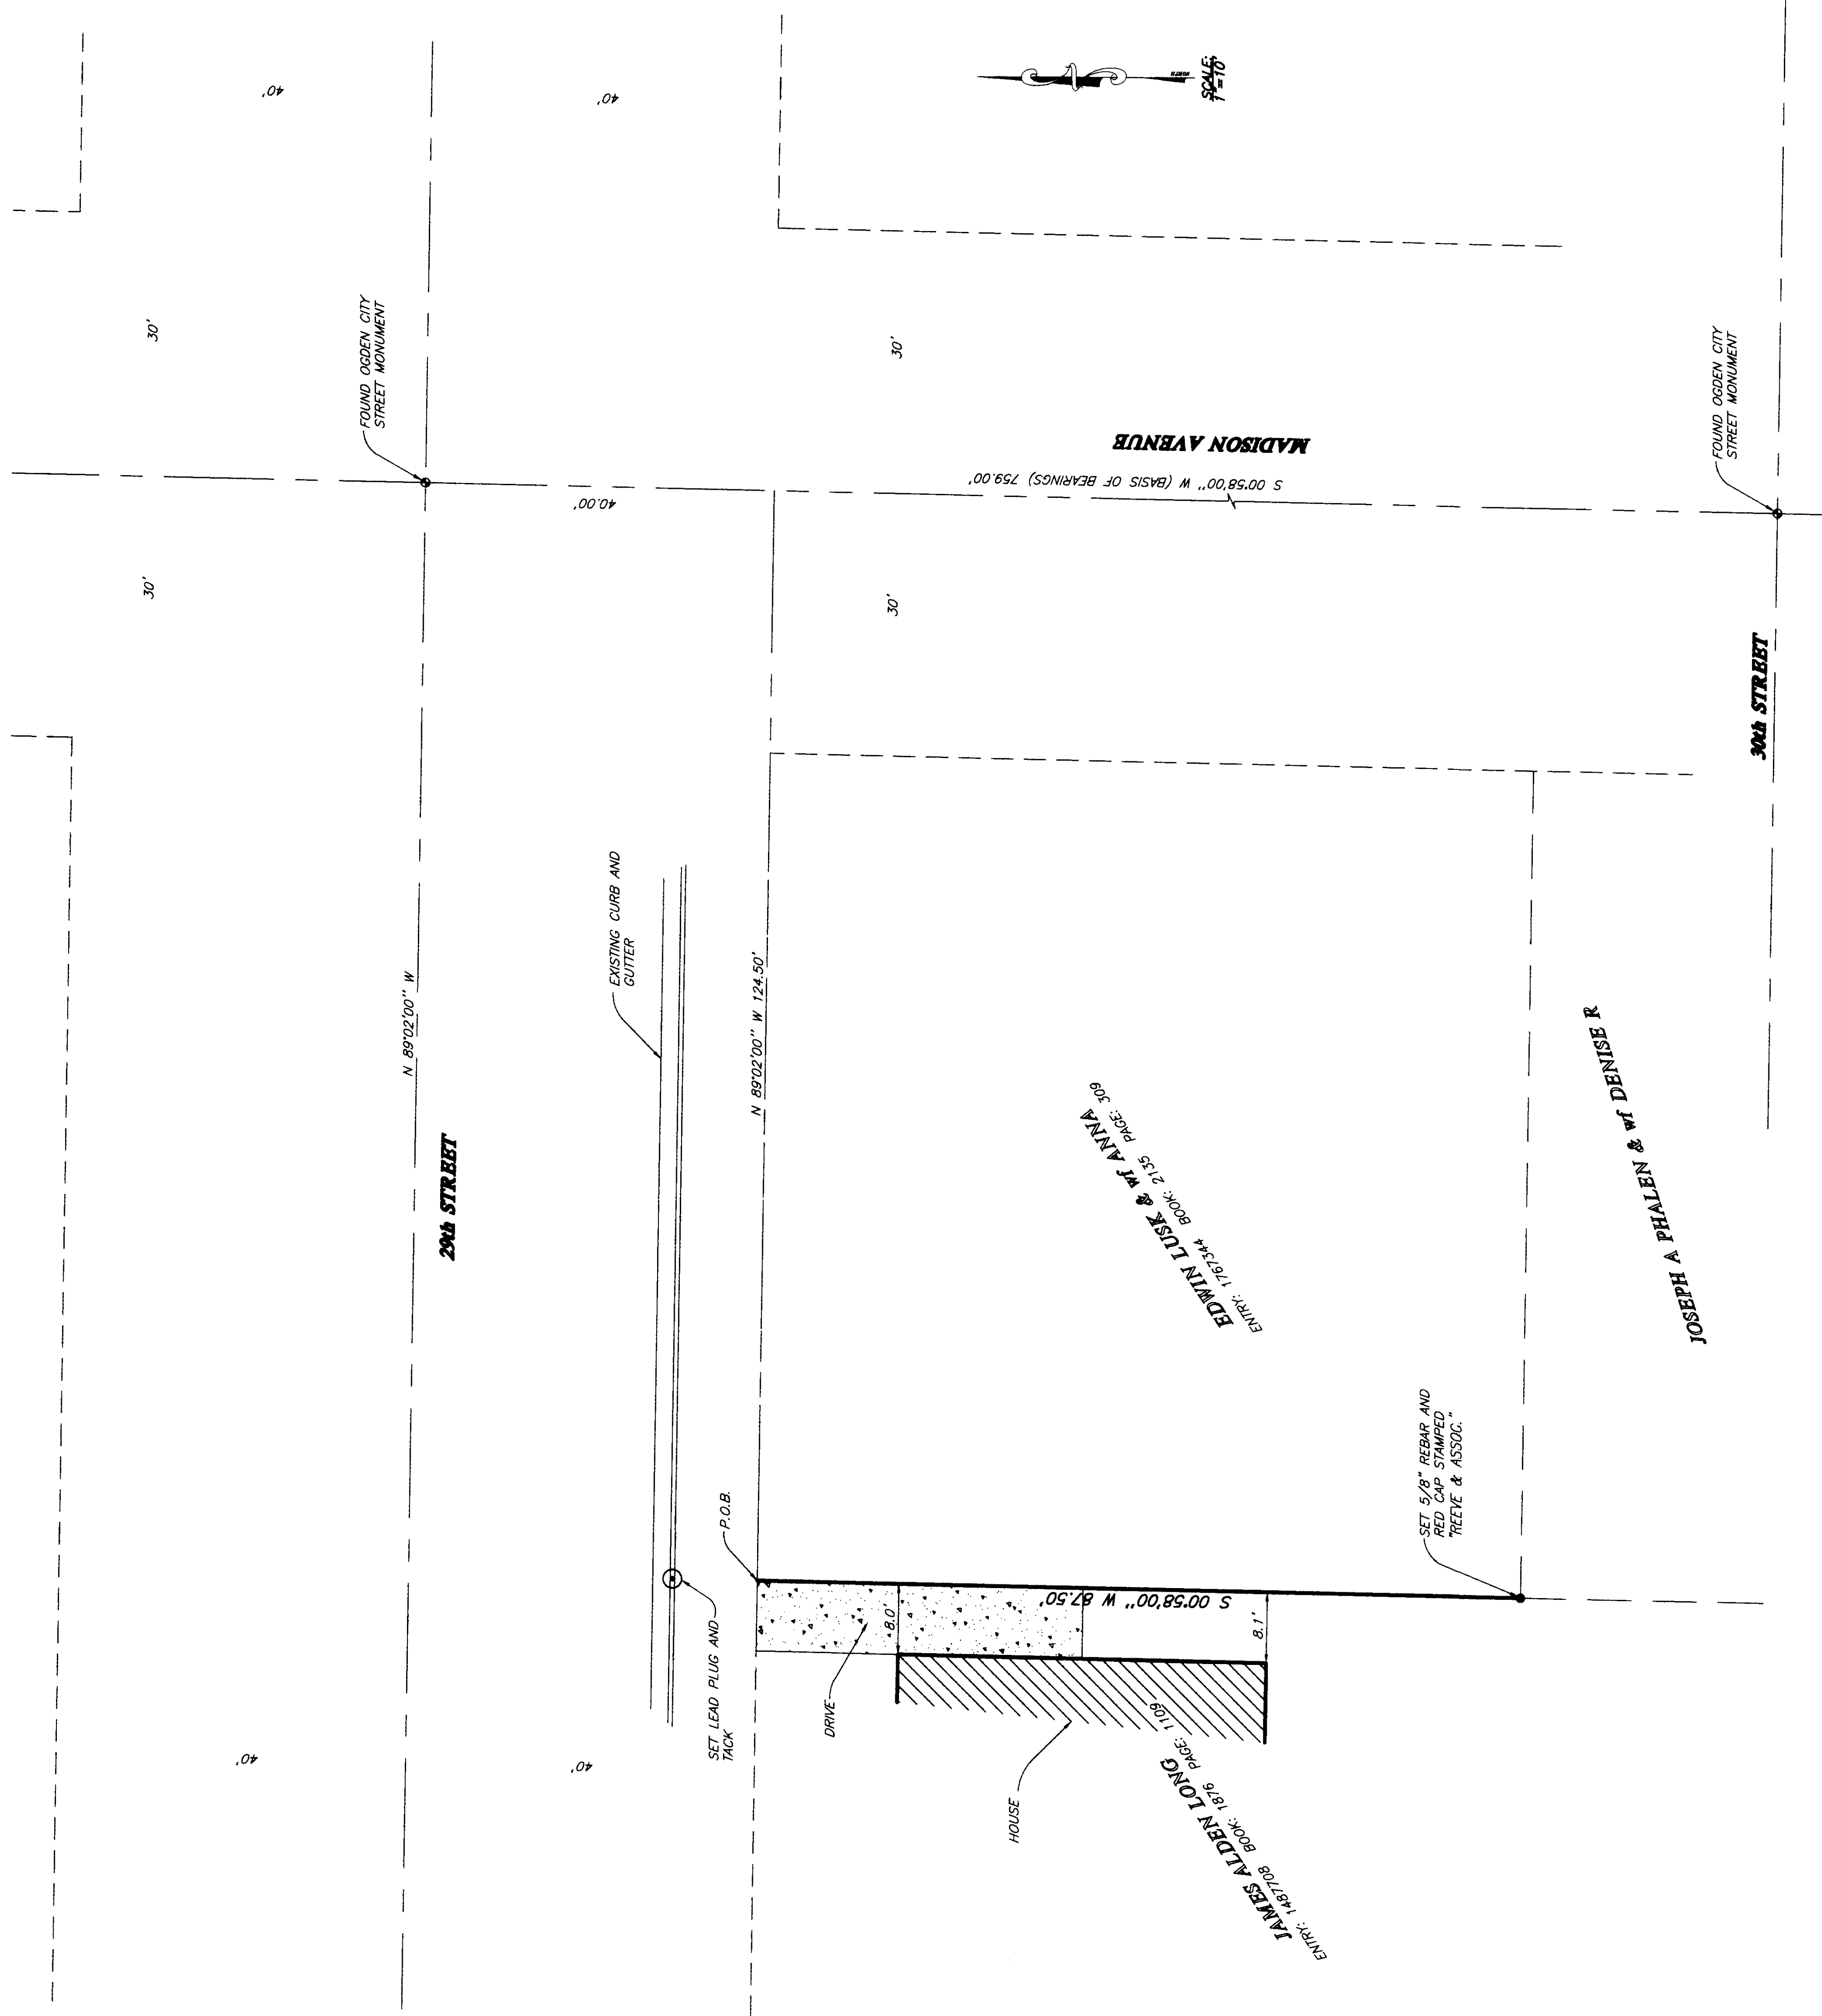 40'
40'
NORTH
SCALE:
1"=10'
30'
FOUND OGDEN CITY
STREET MONUMENT
30'
FOUND OGDEN CITY
STREET MONUMENT
MADISON AVENUE
S 00°58'00" W (BASIS OF BEARINGS) 759.00'
40.00'
30'
30'
30th STREET
EXISTING CURB AND
GUTTER
N 89°02'00" W
N 89°02'00" W 124.50'
29th STREET
EDWIN LUSK & wf ANNA
ENTRY: 1767344 BOOK: 2135 PAGE: 309
JOSEPH A PHALEN & wf DENISE R
SET 5/8" REBAR AND
RED CAP STAMPED
"REEVE & ASSOC."
P.O.B.
S 00°58'00" W 87.50'
8.0'
8.1'
SET LEAD PLUG AND
TACK
DRIVE
40'
40'
HOUSE
JAMES ALDEN LONG
ENTRY: 1487708 BOOK: 1876 PAGE: 1109